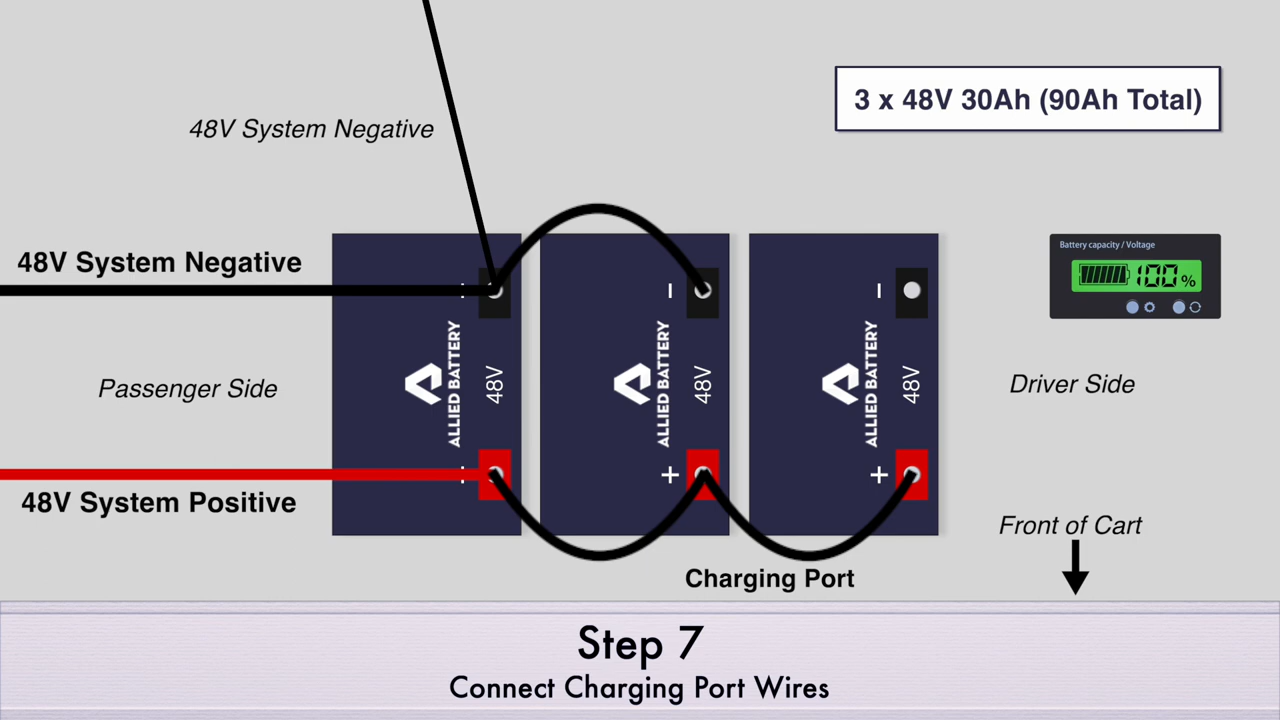 48V System Negative
3 x 48V 30Ah (90Ah Total)
48V System Negative
Battery capacity / Voltage
100 %
- 
-
ALLIED BATTERY
48V
ALLIED BATTERY
48V
ALLIED BATTERY
48V
Passenger Side
Driver Side
+
+
48V System Positive
Front of Cart
Charging Port
Step 7
Connect Charging Port Wires